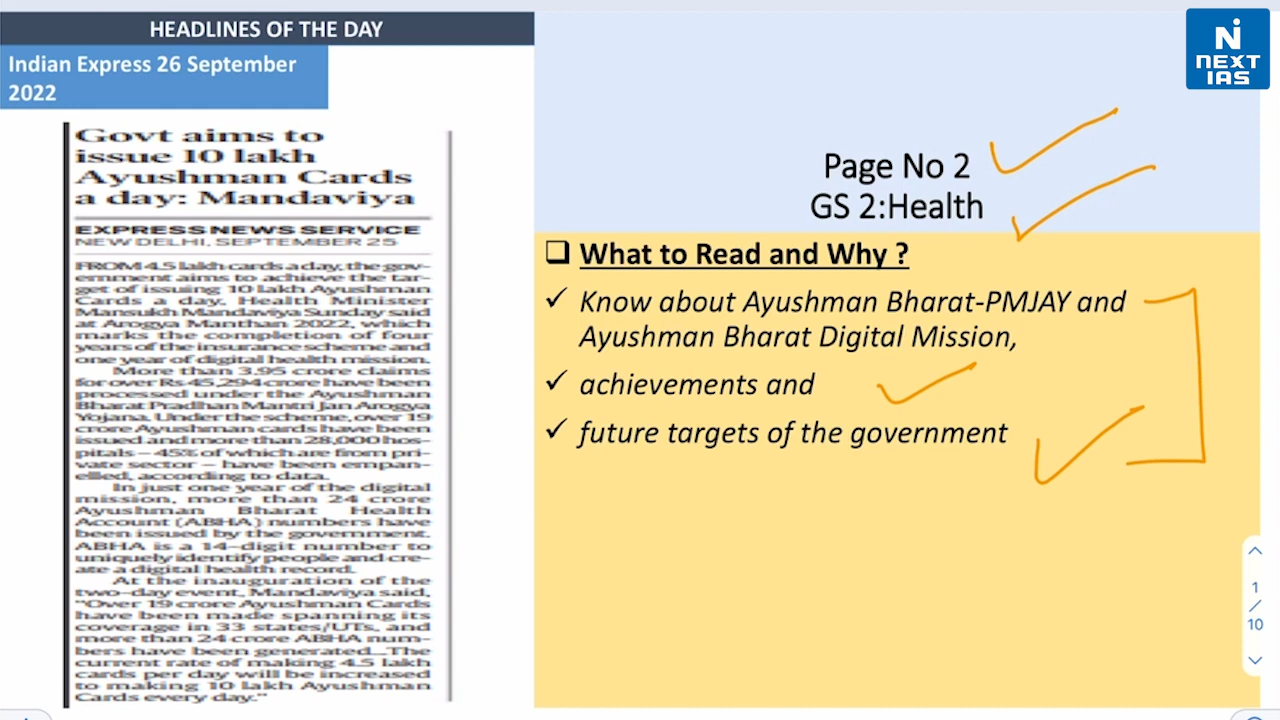 HEADLINES OF THE DAY
Indian Express 26 September
2022
Govt aims to
issue 10 lakh
Ayushman Cards
a day: Mandaviya
EXPRESS NEWS SERVICE
NEW DELHI, SEPTEMBER 25
FROM 4.5 lakh cards a day, the gov-
ernment aims to achieve the tar-
get of issuing 10 lakh Ayushman
Cards a day. Health Minister
Mansukh Mandaviya Sunday said
at Arogya Manthan 2022, which
marks the completion of four
years of the insurance scheme and
one year of digital health mission.
More than 3.95 crore claims
for over Rs 45,294 crore have been
processed under the Ayushman
Bharat Pradhan Mantri Jan Arogya
Yojana. Under the scheme, over 19
crore Ayushman cards have been
issued and more than 28,000 hos-
pitals – 45% of which are from pri-
vate sector – have been empan-
elled, according to data.
In just one year of the digital
mission, more than 24 crore
Ayushman Bharat Health
Account (ABHA) numbers have
been issued by the government.
ABHA is a 14-digit number to
uniquely identify people and cre-
ate a digital health record.
At the inauguration of the
two-day event, Mandaviya said,
"Over 19 crore Ayushman Cards
have been made spanning its
coverage in 33 states/UTs, and
more than 24 crore ABHA num-
bers have been generated...The
current rate of making 4.5 lakh
cards per day will be increased
to making 10 lakh Ayushman
Cards every day."
NEXT
IAS
Page No 2
GS 2:Health
What to Read and Why ?
Know about Ayushman Bharat-PMJAY and
Ayushman Bharat Digital Mission,
achievements and
future targets of the government
1
/
10